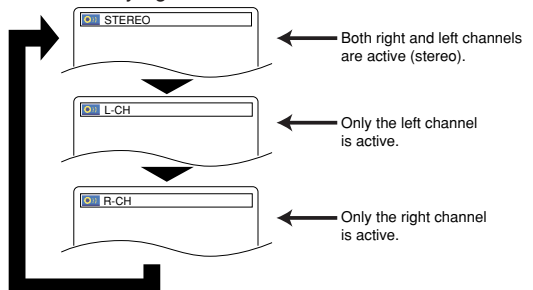 STEREO
Both right and left channels
are active (stereo).
L-CH
Only the left channel
is active.
R-CH
Only the right channel
is active.